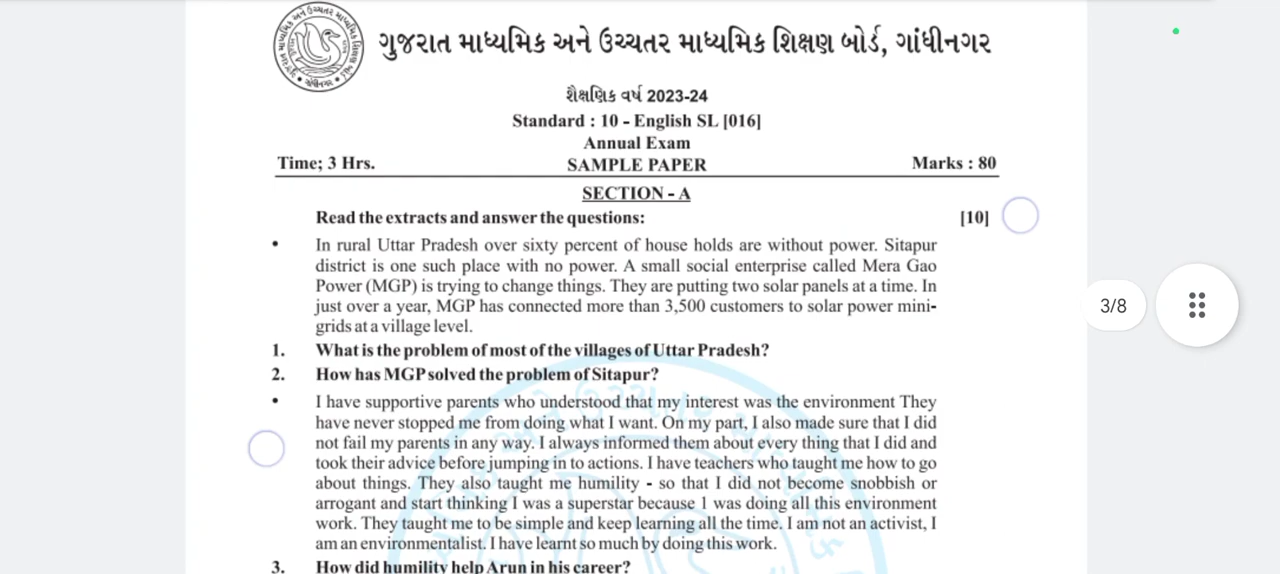 ગુજરાત માધ્યમિક અને ઉચ્ચતર માધ્યમિક શિક્ષણ બોર્ડ, ગાંધીનગર
શૈક્ષણિક વર્ષ 2023-24
Standard : 10 - English SL [016]
Annual Exam
Time; 3 Hrs. SAMPLE PAPER Marks : 80
SECTION - A
Read the extracts and answer the questions: [10]
• In rural Uttar Pradesh over sixty percent of house holds are without power. Sitapur
district is one such place with no power. A small social enterprise called Mera Gao
Power (MGP) is trying to change things. They are putting two solar panels at a time. In
just over a year, MGP has connected more than 3,500 customers to solar power mini-
grids at a village level.
3/8
1. What is the problem of most of the villages of Uttar Pradesh?
2. How has MGP solved the problem of Sitapur?
• I have supportive parents who understood that my interest was the environment They
have never stopped me from doing what I want. On my part, I also made sure that I did
not fail my parents in any way. I always informed them about every thing that I did and
took their advice before jumping in to actions. I have teachers who taught me how to go
about things. They also taught me humility - so that I did not become snobbish or
arrogant and start thinking I was a superstar because 1 was doing all this environment
work. They taught me to be simple and keep learning all the time. I am not an activist, I
am an environmentalist. I have learnt so much by doing this work.
3. How did humility help Arun in his career?